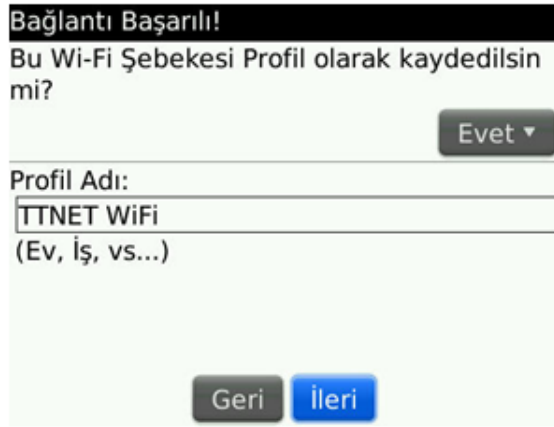 Bağlantı Başarılı!
Bu Wi-Fi Şebekesi Profil olarak kaydedilsin
mi?
Evet
Profil Adı:
TTNET WiFi
(Ev, İş, vs...)
Geri İleri